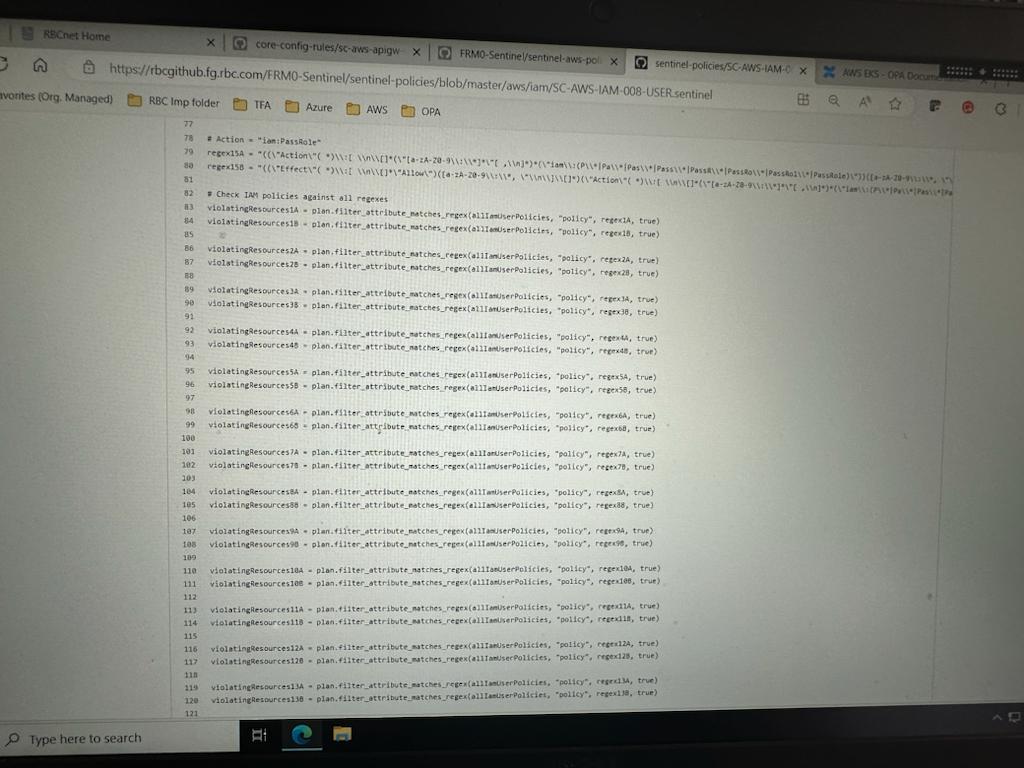 RBCnet Home
core-config-rules/sc-aws-apigw
FRM0-Sentinel/sentinel-aws-pol
sentinel-policies/SC-AWS-IAM-0
AWS EKS - OPA Docume
https://rbcgithub.fg.rbc.com/FRM0-Sentinel/sentinel-policies/blob/master/aws/iam/SC-AWS-IAM-008-USER.sentinel
avorites (Org. Managed)
RBC Imp folder
TFA
Azure
AWS
OPA
77
78 # Action = "iam:PassRole"
79 regex15A = "((\"Action\"( *)\\:[ \\n\\[]*(\"[a-zA-Z0-9\\:\\*]*\"[ ,\\n]*)*(\"iam\\:(P\\*|Pa\\*|Pas\\*|Pass\\*|PassR\\*|PassRo\\*|PassRol\\*|PassRole)\"))([a-zA-Z0-9\\:\\*,
80 regex15B = "((\"Effect\"( *)\\:[ \\n\\[]*\"Allow\")([a-zA-Z0-9\\:\\*, \"\\n\\]\\[]*)(\"Action\"( *)\\:[ \\n\\[]*(\"[a-zA-Z0-9\\:\\*]*\"[ ,\\n]*)*(\"iam\\:(P\\*|Pa\\*|Pas\\*|Pa
81
82 # Check IAM policies against all regexes
83 violatingResources1A = plan.filter_attribute_matches_regex(allIamUserPolicies, "policy", regex1A, true)
84 violatingResources1B = plan.filter_attribute_matches_regex(allIamUserPolicies, "policy", regex1B, true)
85
86 violatingResources2A = plan.filter_attribute_matches_regex(allIamUserPolicies, "policy", regex2A, true)
87 violatingResources2B = plan.filter_attribute_matches_regex(allIamUserPolicies, "policy", regex2B, true)
88
89 violatingResources3A = plan.filter_attribute_matches_regex(allIamUserPolicies, "policy", regex3A, true)
90 violatingResources3B = plan.filter_attribute_matches_regex(allIamUserPolicies, "policy", regex3B, true)
91
92 violatingResources4A = plan.filter_attribute_matches_regex(allIamUserPolicies, "policy", regex4A, true)
93 violatingResources4B = plan.filter_attribute_matches_regex(allIamUserPolicies, "policy", regex4B, true)
94
95 violatingResources5A = plan.filter_attribute_matches_regex(allIamUserPolicies, "policy", regex5A, true)
96 violatingResources5B = plan.filter_attribute_matches_regex(allIamUserPolicies, "policy", regex5B, true)
97
98 violatingResources6A = plan.filter_attribute_matches_regex(allIamUserPolicies, "policy", regex6A, true)
99 violatingResources6B = plan.filter_attribute_matches_regex(allIamUserPolicies, "policy", regex6B, true)
100
101 violatingResources7A = plan.filter_attribute_matches_regex(allIamUserPolicies, "policy", regex7A, true)
102 violatingResources7B = plan.filter_attribute_matches_regex(allIamUserPolicies, "policy", regex7B, true)
103
104 violatingResources8A = plan.filter_attribute_matches_regex(allIamUserPolicies, "policy", regex8A, true)
105 violatingResources8B = plan.filter_attribute_matches_regex(allIamUserPolicies, "policy", regex8B, true)
106
107 violatingResources9A = plan.filter_attribute_matches_regex(allIamUserPolicies, "policy", regex9A, true)
108 violatingResources9B = plan.filter_attribute_matches_regex(allIamUserPolicies, "policy", regex9B, true)
109
110 violatingResources10A = plan.filter_attribute_matches_regex(allIamUserPolicies, "policy", regex10A, true)
111 violatingResources10B = plan.filter_attribute_matches_regex(allIamUserPolicies, "policy", regex10B, true)
112
113 violatingResources11A = plan.filter_attribute_matches_regex(allIamUserPolicies, "policy", regex11A, true)
114 violatingResources11B = plan.filter_attribute_matches_regex(allIamUserPolicies, "policy", regex11B, true)
115
116 violatingResources12A = plan.filter_attribute_matches_regex(allIamUserPolicies, "policy", regex12A, true)
117 violatingResources12B = plan.filter_attribute_matches_regex(allIamUserPolicies, "policy", regex12B, true)
118
119 violatingResources13A = plan.filter_attribute_matches_regex(allIamUserPolicies, "policy", regex13A, true)
120 violatingResources13B = plan.filter_attribute_matches_regex(allIamUserPolicies, "policy", regex13B, true)
121
Type here to search